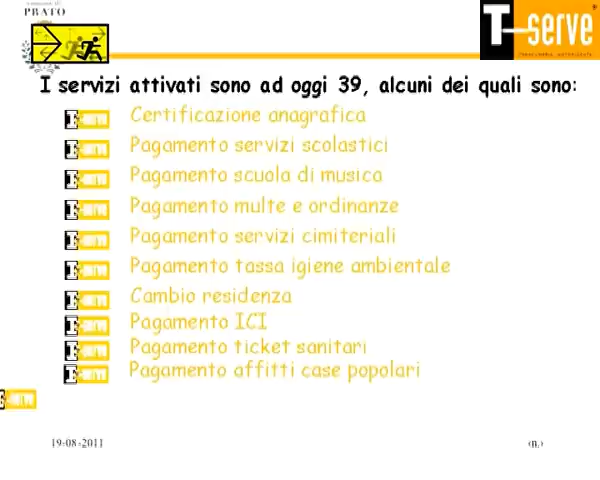 PRATO
T-serve
I servizi attivati sono ad oggi 39, alcuni dei quali sono:
Certificazione anagrafica
Pagamento servizi scolastici
Pagamento scuola di musica
Pagamento multe e ordinanze
Pagamento servizi cimiteriali
Pagamento tassa igiene ambientale
Cambio residenza
Pagamento ICI
Pagamento ticket sanitari
Pagamento affitti case popolari
19-08-2011
(n.)